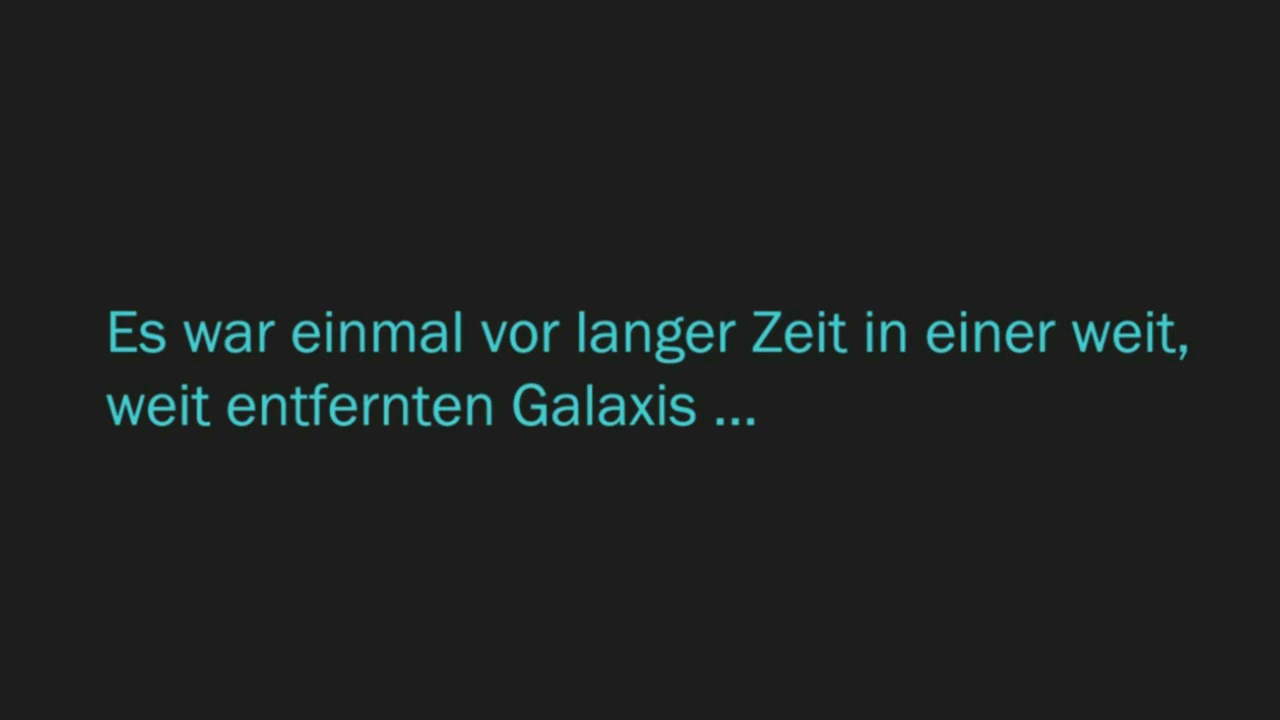 Es war einmal vor langer Zeit in einer weit,
weit entfernten Galaxis ...